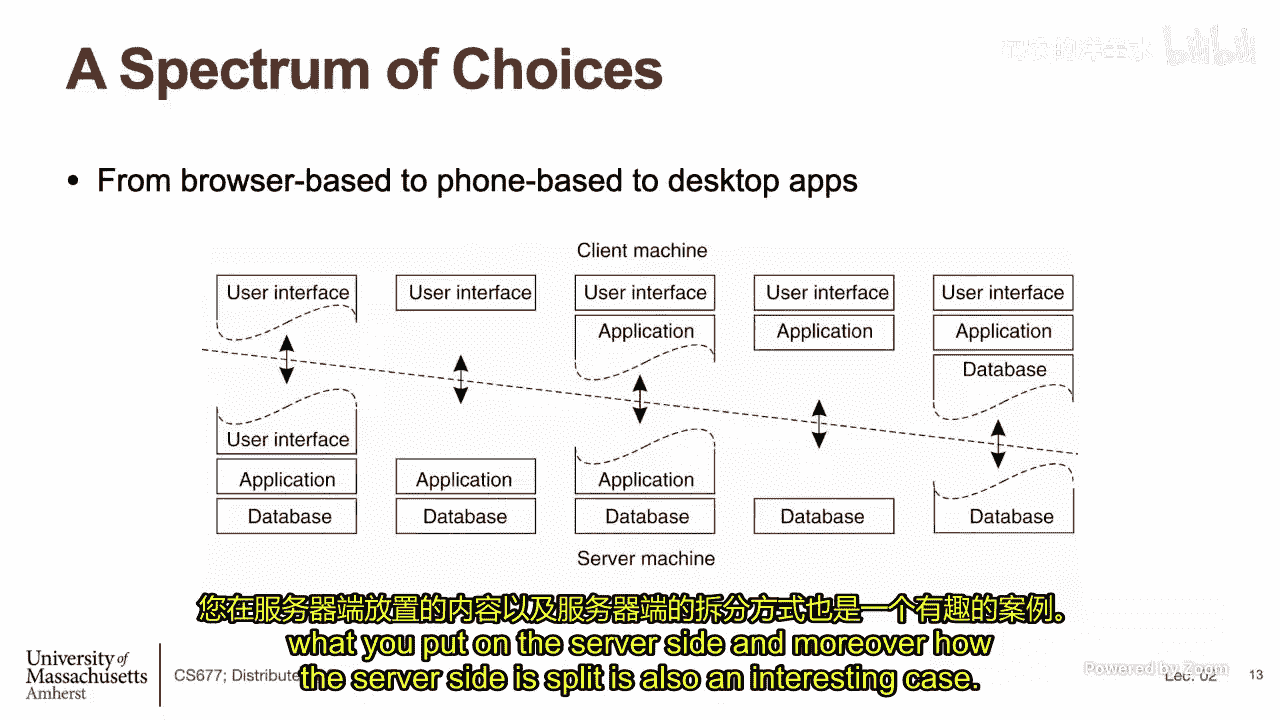 A Spectrum of Choices
• From browser-based to phone-based to desktop apps
Client machine
User interface User interface User interface User interface User interface
Application Application Application
Database
User interface
Application Application Application
Database Database Database Database Database
Server machine
您在服务器端放置的内容以及服务器端的拆分方式也是一个有趣的案例。
what you put on the server side and moreover how
the server side is split is also an interesting case.
University of
Massachusetts
Amherst
CS677; Distribute
Powered by Zoom
Lec. 02
13
bilibili